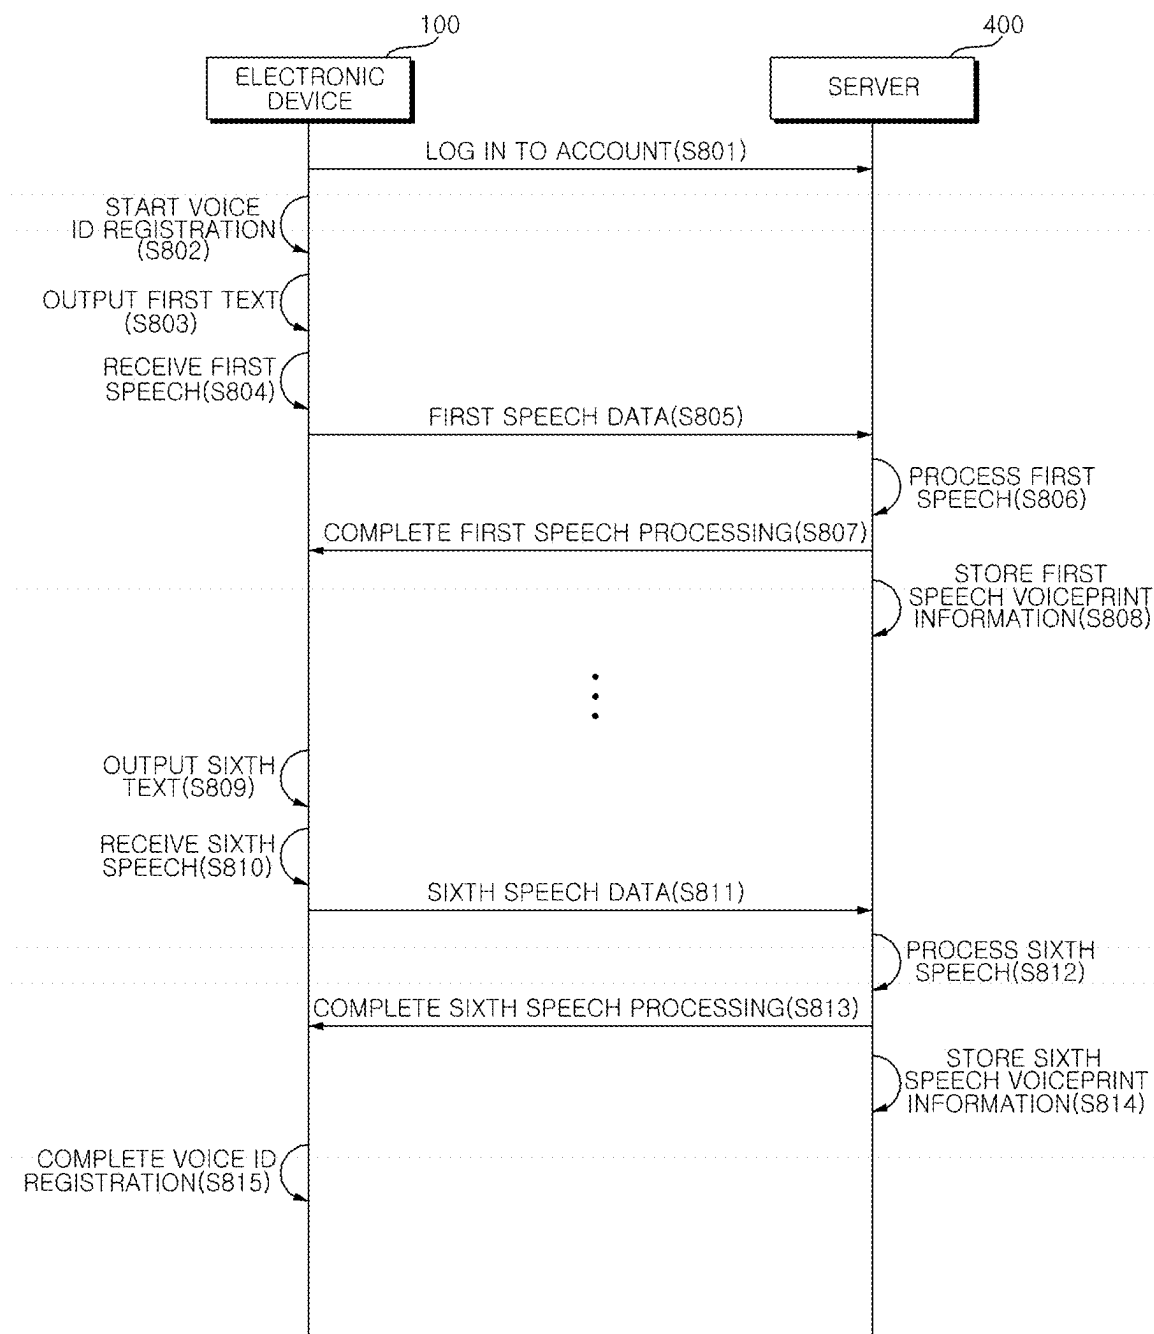 100
400
ELECTRONIC
DEVICE
SERVER
LOG IN TO ACCOUNT(S801)
START VOICE
ID REGISTRATION
(S802)
OUTPUT FIRST TEXT
(S803)
RECEIVE FIRST
SPEECH(S804)
FIRST SPEECH DATA(S805)
PROCESS FIRST
SPEECH(S806)
COMPLETE FIRST SPEECH PROCESSING(S807)
STORE FIRST
SPEECH VOICEPRINT
INFORMATION(S808)
OUTPUT SIXTH
TEXT(S809)
RECEIVE SIXTH
SPEECH(S810)
SIXTH SPEECH DATA(S811)
PROCESS SIXTH
SPEECH(S812)
COMPLETE SIXTH SPEECH PROCESSING(S813)
STORE SIXTH
SPEECH VOICEPRINT
INFORMATION(S814)
COMPLETE VOICE ID
REGISTRATION(S815)